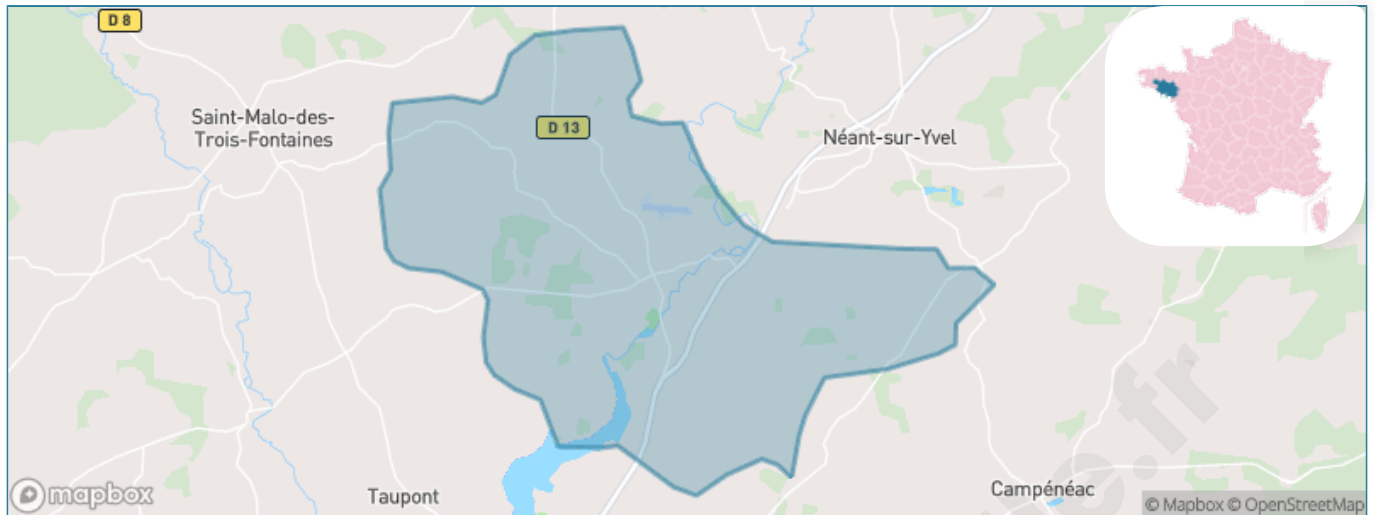 D 8
Saint-Malo-des-
Trois-Fontaines
D 13
Néant-sur-Yvel
Taupont
Campénéac
mapbox
© Mapbox © OpenStreetMap